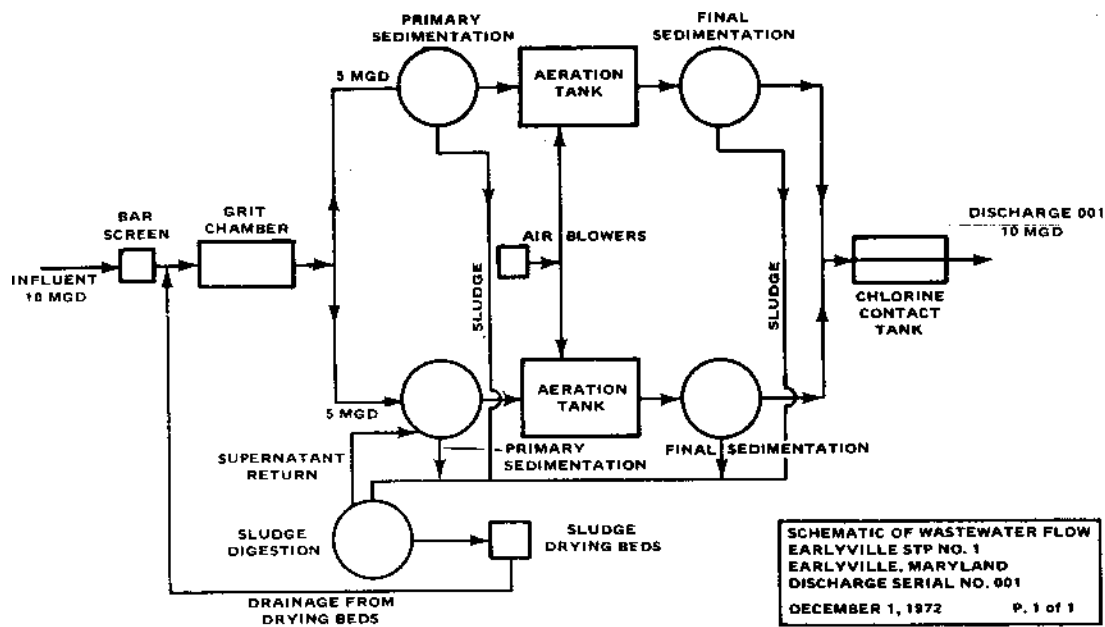 PRIMARY
SEDIMENTATION
FINAL
SEDIMENTATION
5 MGD
AERATION
TANK
BAR
SCREEN
GRIT
CHAMBER
INFLUENT
10 MGD
AIR BLOWERS
SLUDGE
SLUDGE
DISCHARGE 001
10 MGD
CHLORINE
CONTACT
TANK
5 MGD
AERATION
TANK
PRIMARY
SEDIMENTATION
FINAL SEDIMENTATION
SUPERNATANT
RETURN
SLUDGE
DIGESTION
SLUDGE
DRYING BEDS
DRAINAGE FROM
DRYING BEDS
SCHEMATIC OF WASTEWATER FLOW
EARLYVILLE STP NO. 1
EARLYVILLE, MARYLAND
DISCHARGE SERIAL NO. 001
DECEMBER 1, 1972 P. 1 of 1